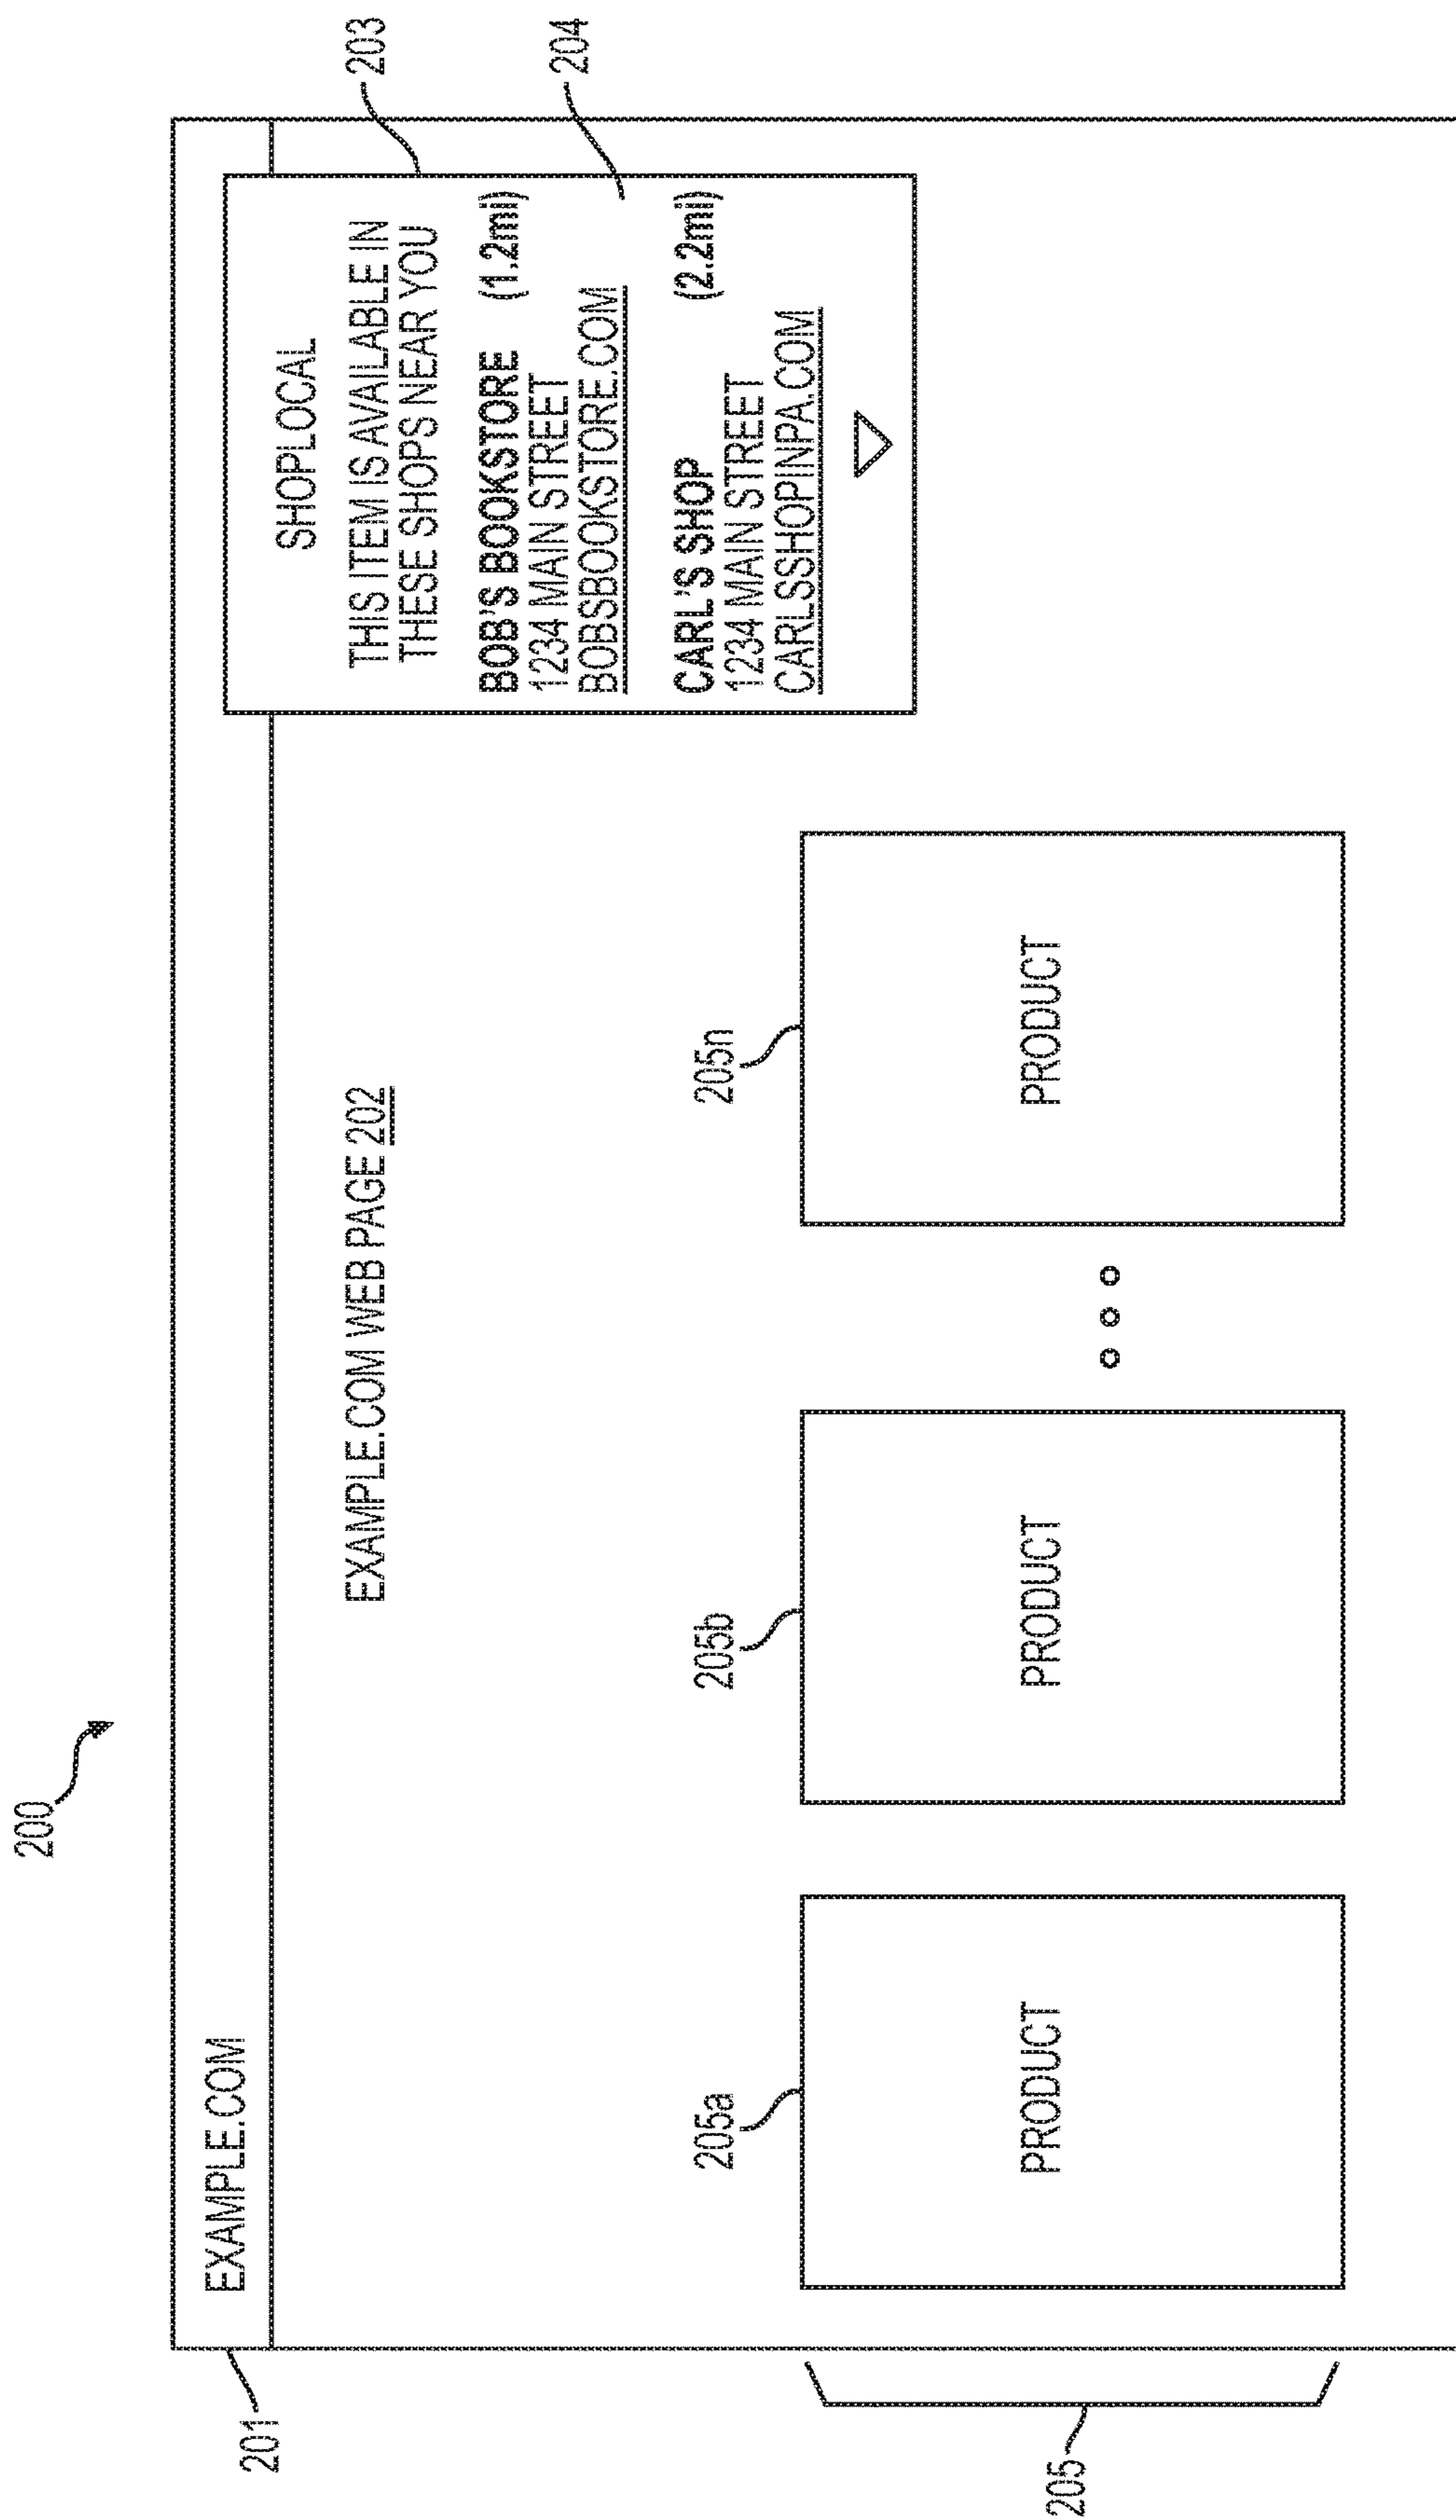 200
201
EXAMPLE.COM
203
SHOPLOCAL
EXAMPLE.COM WEB PAGE 202
THIS ITEM IS AVAILABLE IN
THESE SHOPS NEAR YOU
BOB'S BOOKSTORE (1.2mi)
1234 MAIN STREET
BOBSBOOKSTORE.COM
204
CARL'S SHOP (2.2mi)
1234 MAIN STREET
CARLSSHOPINPA.COM
205a
205b
205n
205
PRODUCT
PRODUCT
PRODUCT